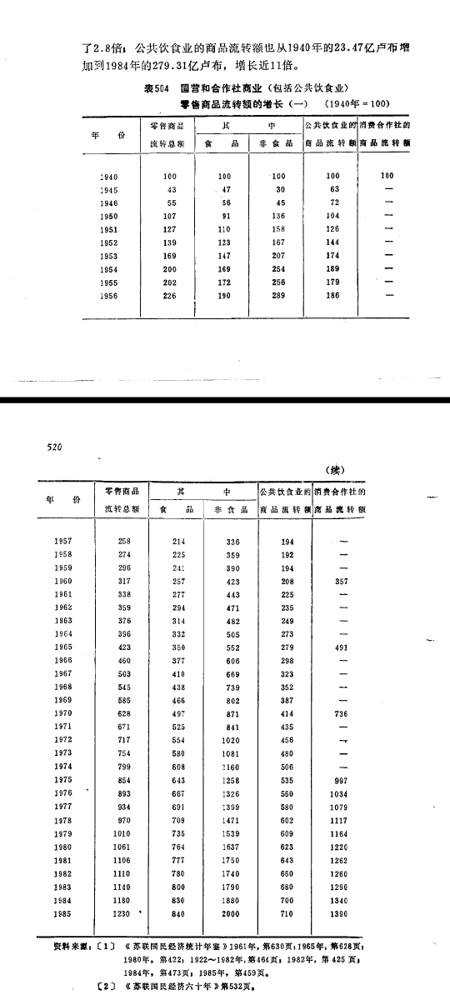 了2.8倍；公共饮食业的商品流转额也从1940年的23.47亿卢布增
加到1984年的279.31亿卢布，增长近11倍。
表504 国营和合作社商业（包括公共饮食业）
零售商品流转额的增长（一） （1940年=100）
年 份 零售商品流转总额 其 中 食 品 非食品 公共饮食业的商品流转额 消费合作社的商品流转额
1940 100 100 100 100 100
1945 43 47 30 63 —
1946 55 56 45 72 —
1950 107 91 136 104 —
1951 127 110 158 126 —
1952 139 123 167 144 —
1953 169 147 207 174 —
1954 200 169 254 189 —
1955 202 172 256 179 —
1956 226 190 289 186 —
520
（续）
年 份 零售商品流转总额 其 中 食 品 非食品 公共饮食业的商品流转额 消费合作社的商品流转额
1957 258 214 336 194 —
1958 274 225 359 192 —
1959 296 241 390 194 —
1960 317 257 423 208 357
1961 338 277 443 225 —
1962 359 294 471 235 —
1963 376 314 482 249 —
1964 396 332 505 273 —
1965 423 350 552 279 491
1966 460 377 606 298 —
1967 503 410 669 323 —
1968 545 438 739 352 —
1969 585 466 802 387 —
1970 628 497 871 414 736
1971 671 525 841 435 —
1972 717 554 1020 456 —
1973 754 580 1081 480 —
1974 799 608 1160 506 —
1975 854 643 1258 535 997
1976 893 667 1326 560 1034
1977 934 691 1399 580 1079
1978 970 709 1471 602 1117
1979 1010 735 1539 609 1164
1980 1061 764 1637 623 1220
1981 1106 777 1750 643 1262
1982 1110 780 1740 660 1260
1983 1140 800 1790 680 1290
1984 1180 830 1880 700 1340
1985 1230 840 2000 710 1390
资料来源：〔1〕《苏联国民经济统计年鉴》1961年，第630页；1965年，第628页；
1980年，第422；1922～1982年，第464页；1982年，第425页；
1984年，第473页；1985年，第459页。
〔2〕《苏联国民经济六十年》第532页。